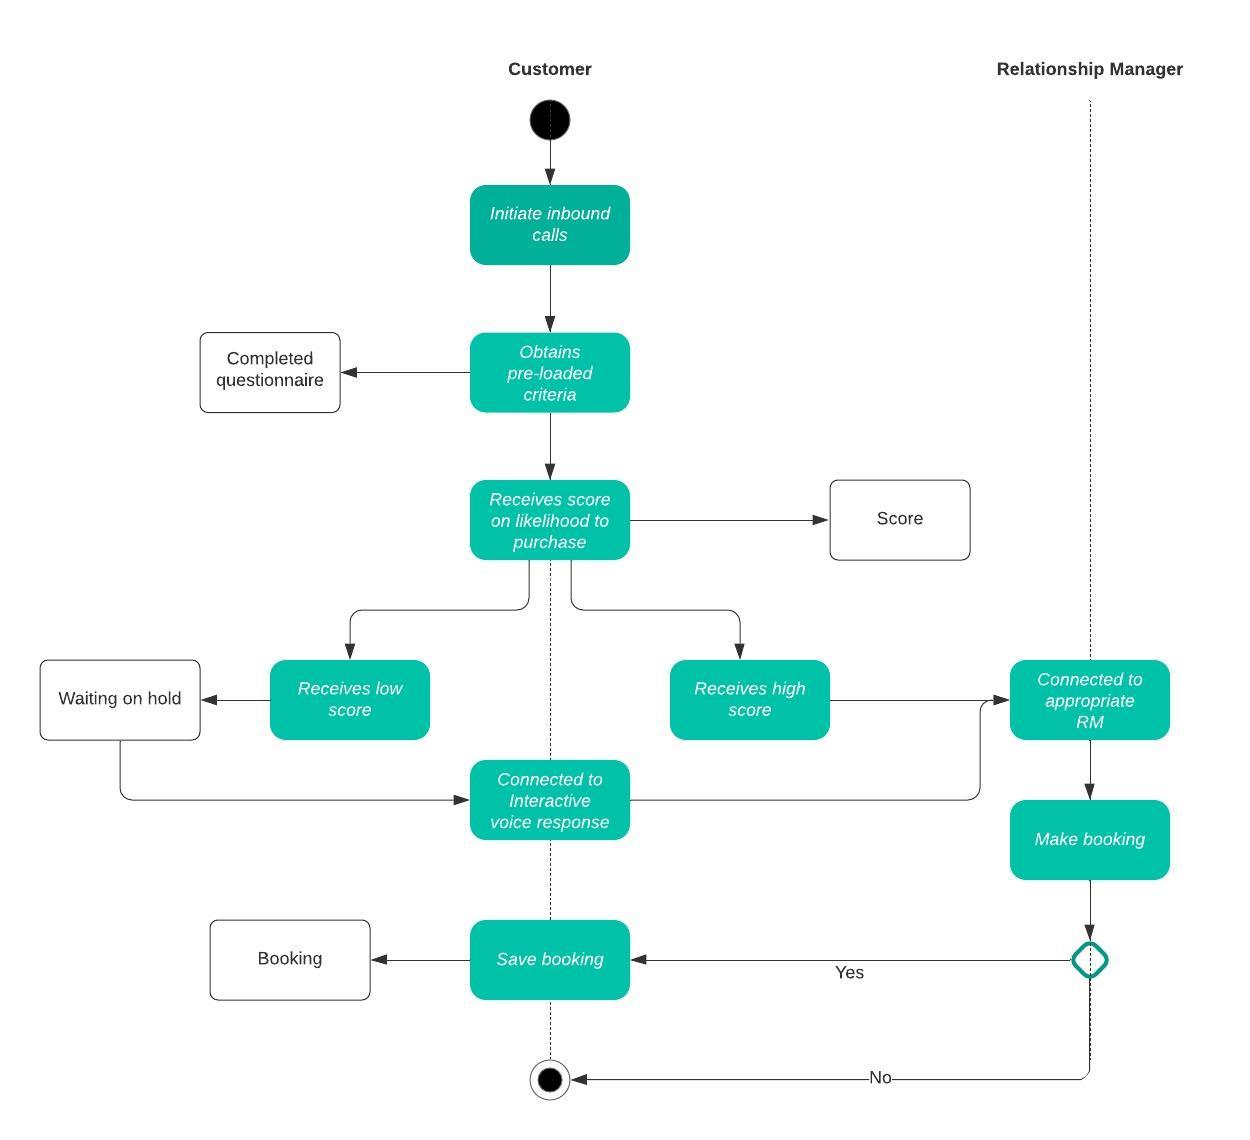 Customer
Relationship Manager
Initiate inbound
calls
Completed
questionnaire
Obtains
pre-loaded
criteria
Receives score
on likelihood to
purchase
Score
Waiting on hold
Receives low
score
Receives high
score
Connected to
appropriate
RM
Connected to
Interactive
voice response
Make booking
Booking
Save booking
Yes
No